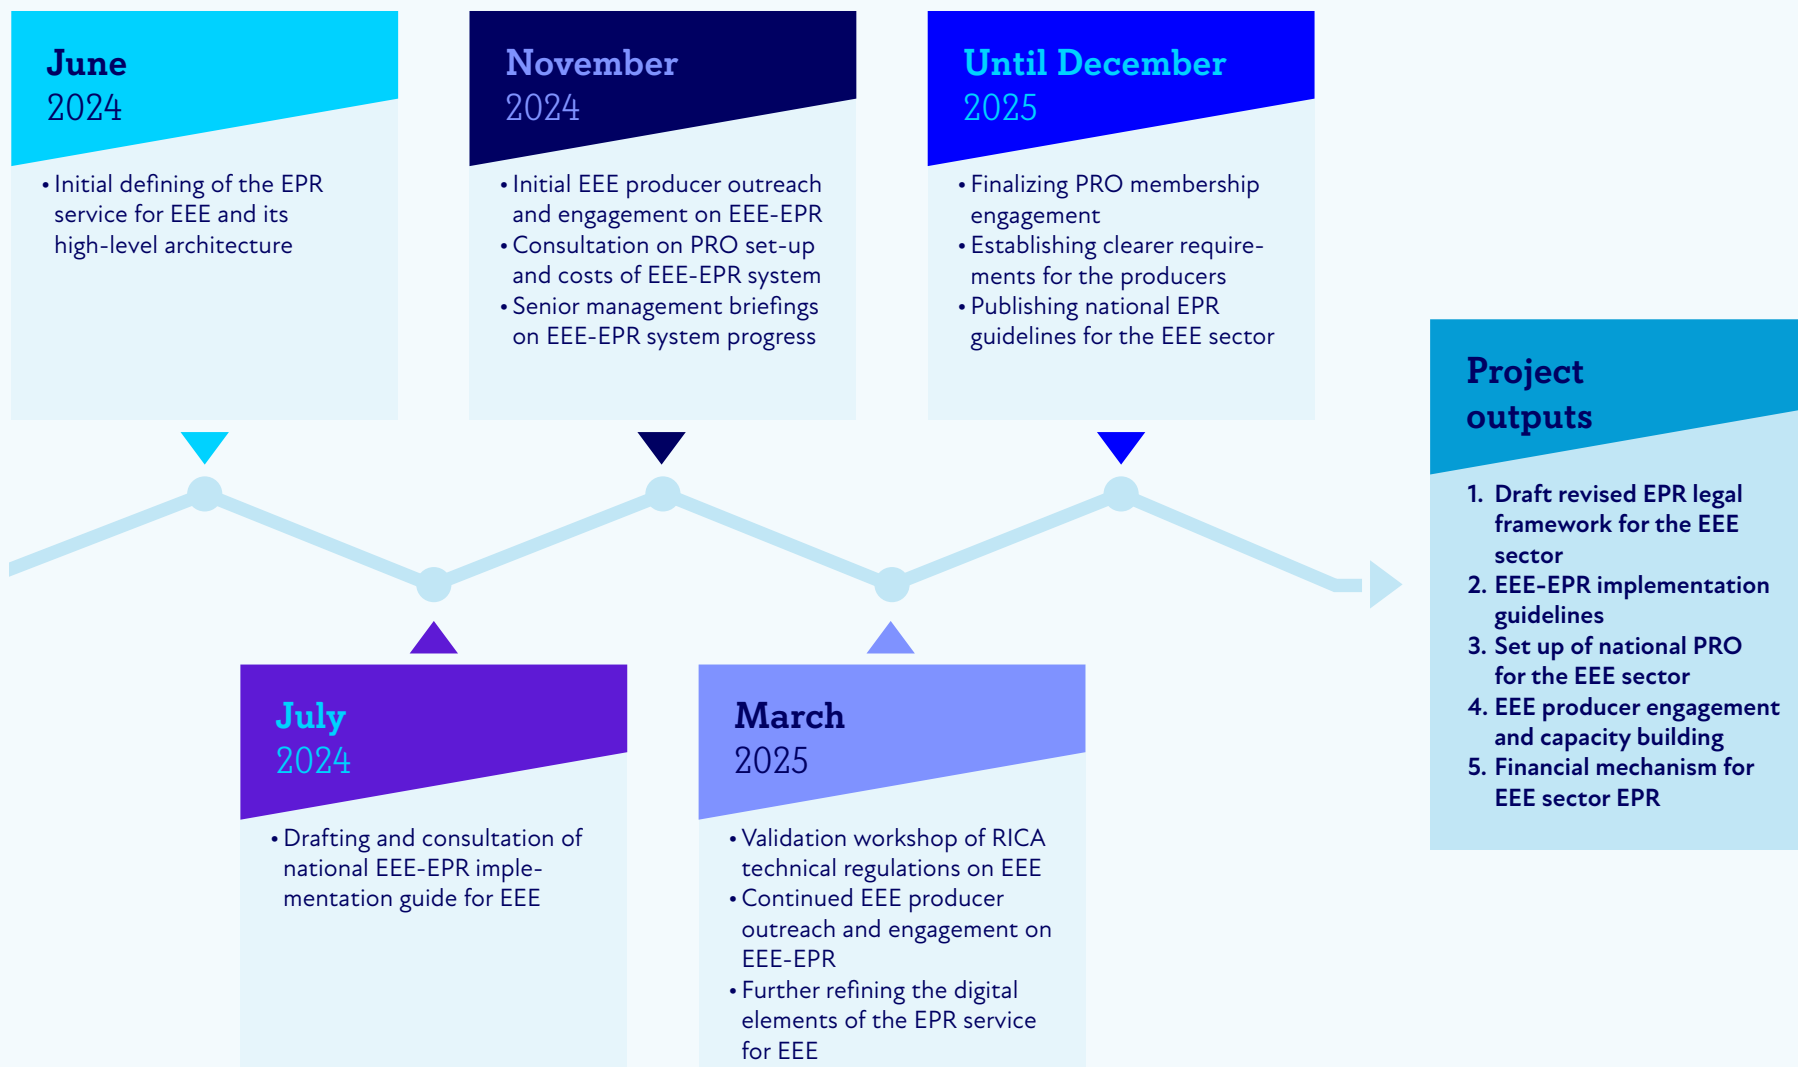 June
2024
• Initial defining of the EPR
service for EEE and its
high-level architecture
November
2024
• Initial EEE producer outreach
and engagement on EEE-EPR
• Consultation on PRO set-up
and costs of EEE-EPR system
• Senior management briefings
on EEE-EPR system progress
Until December
2025
• Finalizing PRO membership
engagement
• Establishing clearer require-
ments for the producers
• Publishing national EPR
guidelines for the EEE sector
July
2024
• Drafting and consultation of
national EEE-EPR imple-
mentation guide for EEE
March
2025
• Validation workshop of RICA
technical regulations on EEE
• Continued EEE producer
outreach and engagement on
EEE-EPR
• Further refining the digital
elements of the EPR service
for EEE
Project
outputs
1. Draft revised EPR legal
framework for the EEE
sector
2. EEE-EPR implementation
guidelines
3. Set up of national PRO
for the EEE sector
4. EEE producer engagement
and capacity building
5. Financial mechanism for
EEE sector EPR